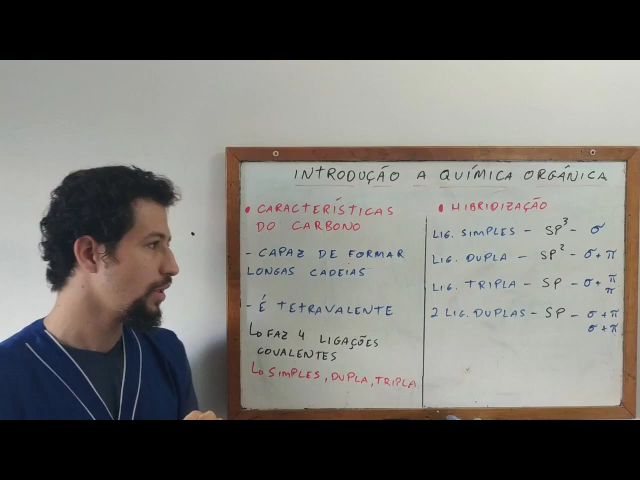 INTRODUÇÃO A QUÍMICA ORGÂNICA
• CARACTERÍSTICAS
DO CARBONO
- CAPAZ DE FORMAR
LONGAS CADEIAS
- É TETRAVALENTE
↳ FAZ 4 LIGAÇÕES
COVALENTES
↳ SIMPLES, DUPLA, TRIPLA.
• HIBRIDIZAÇÃO
LIG. SIMPLES - SP³ - σ
LIG. DUPLA - SP² - σ + π
LIG. TRIPLA - SP - σ + π
π
2 LIG. DUPLAS - SP - σ + π
σ + π